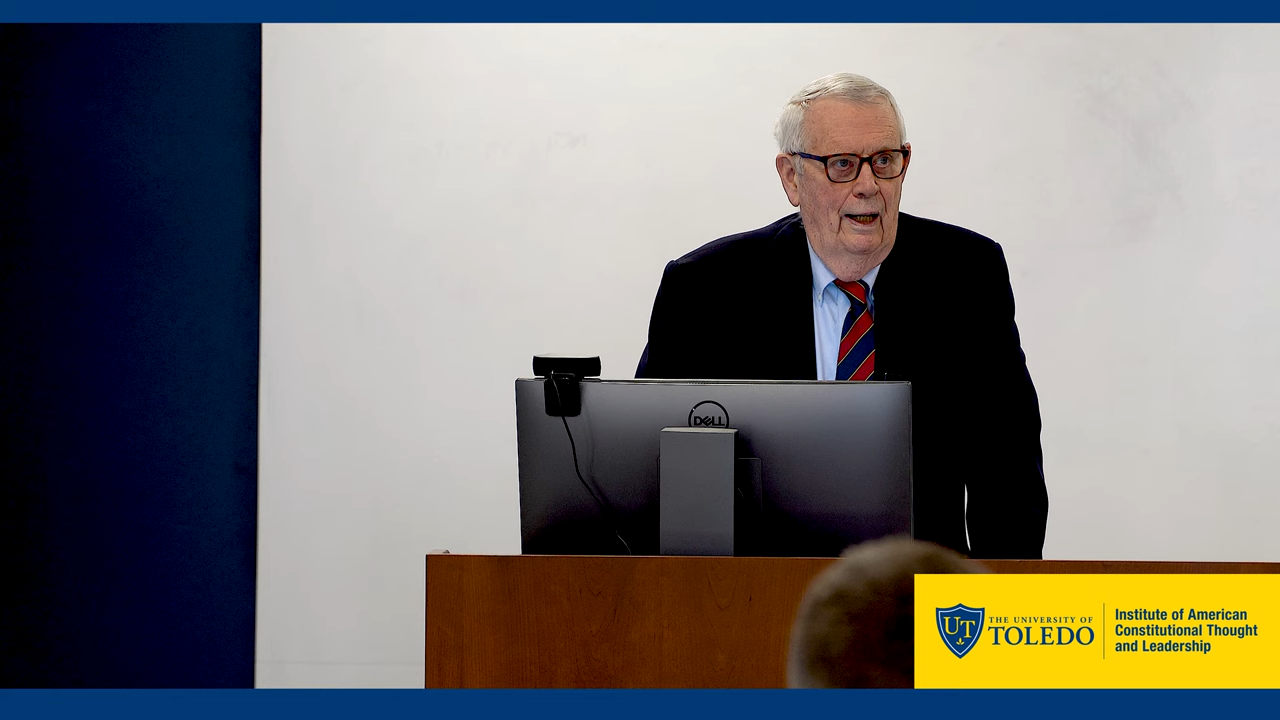 DELL
UT
THE UNIVERSITY OF
TOLEDO
Institute of American
Constitutional Thought
and Leadership